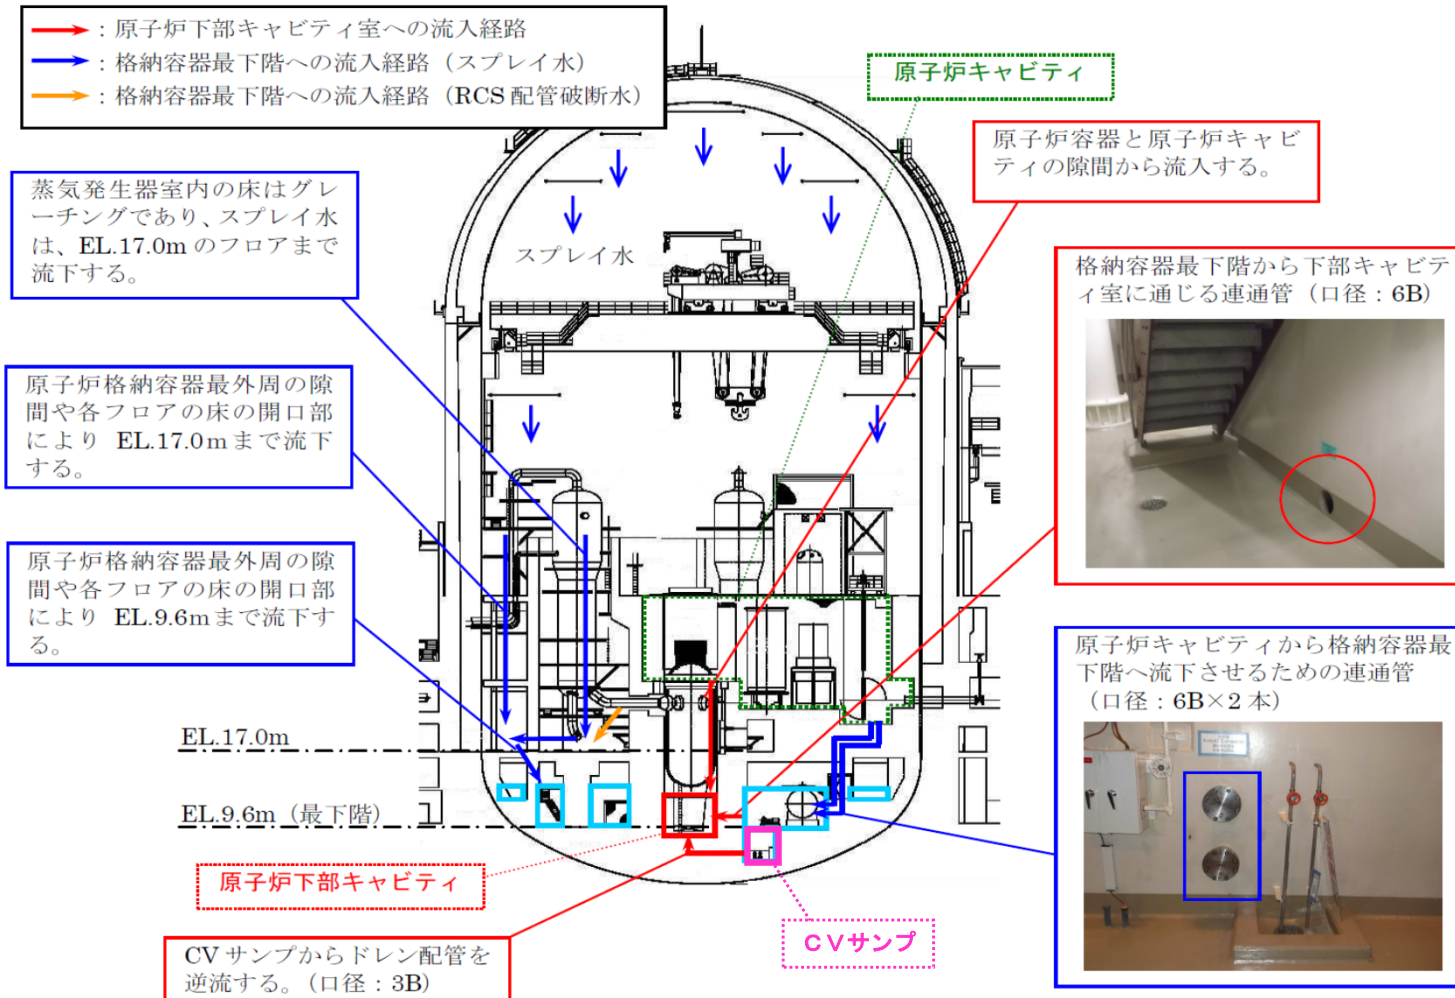 ：原子炉下部キャビティ室への流入経路
：格納容器最下階への流入経路（スプレイ水）
：格納容器最下階への流入経路（RCS配管破断水）
原子炉キャビティ
原子炉容器と原子炉キャビ
ティの隙間から流入する。
蒸気発生器室内の床はグレ
ーチングであり、スプレイ水
は、EL.17.0mのフロアまで
流下する。
スプレイ水
格納容器最下階から下部キャビテ
ィ室に通じる連通管（口径：6B）
原子炉格納容器最外周の隙
間や各フロアの床の開口部
により EL.17.0mまで流下
する。
原子炉格納容器最外周の隙
間や各フロアの床の開口部
により EL.9.6mまで流下す
る。
原子炉キャビティから格納容器最
下階へ流下させるための連通管
（口径：6B×2本）
EL.17.0m
EL.9.6m（最下階）
原子炉下部キャビティ
CVサンプ
CVサンプからドレン配管を
逆流する。（口径：3B）